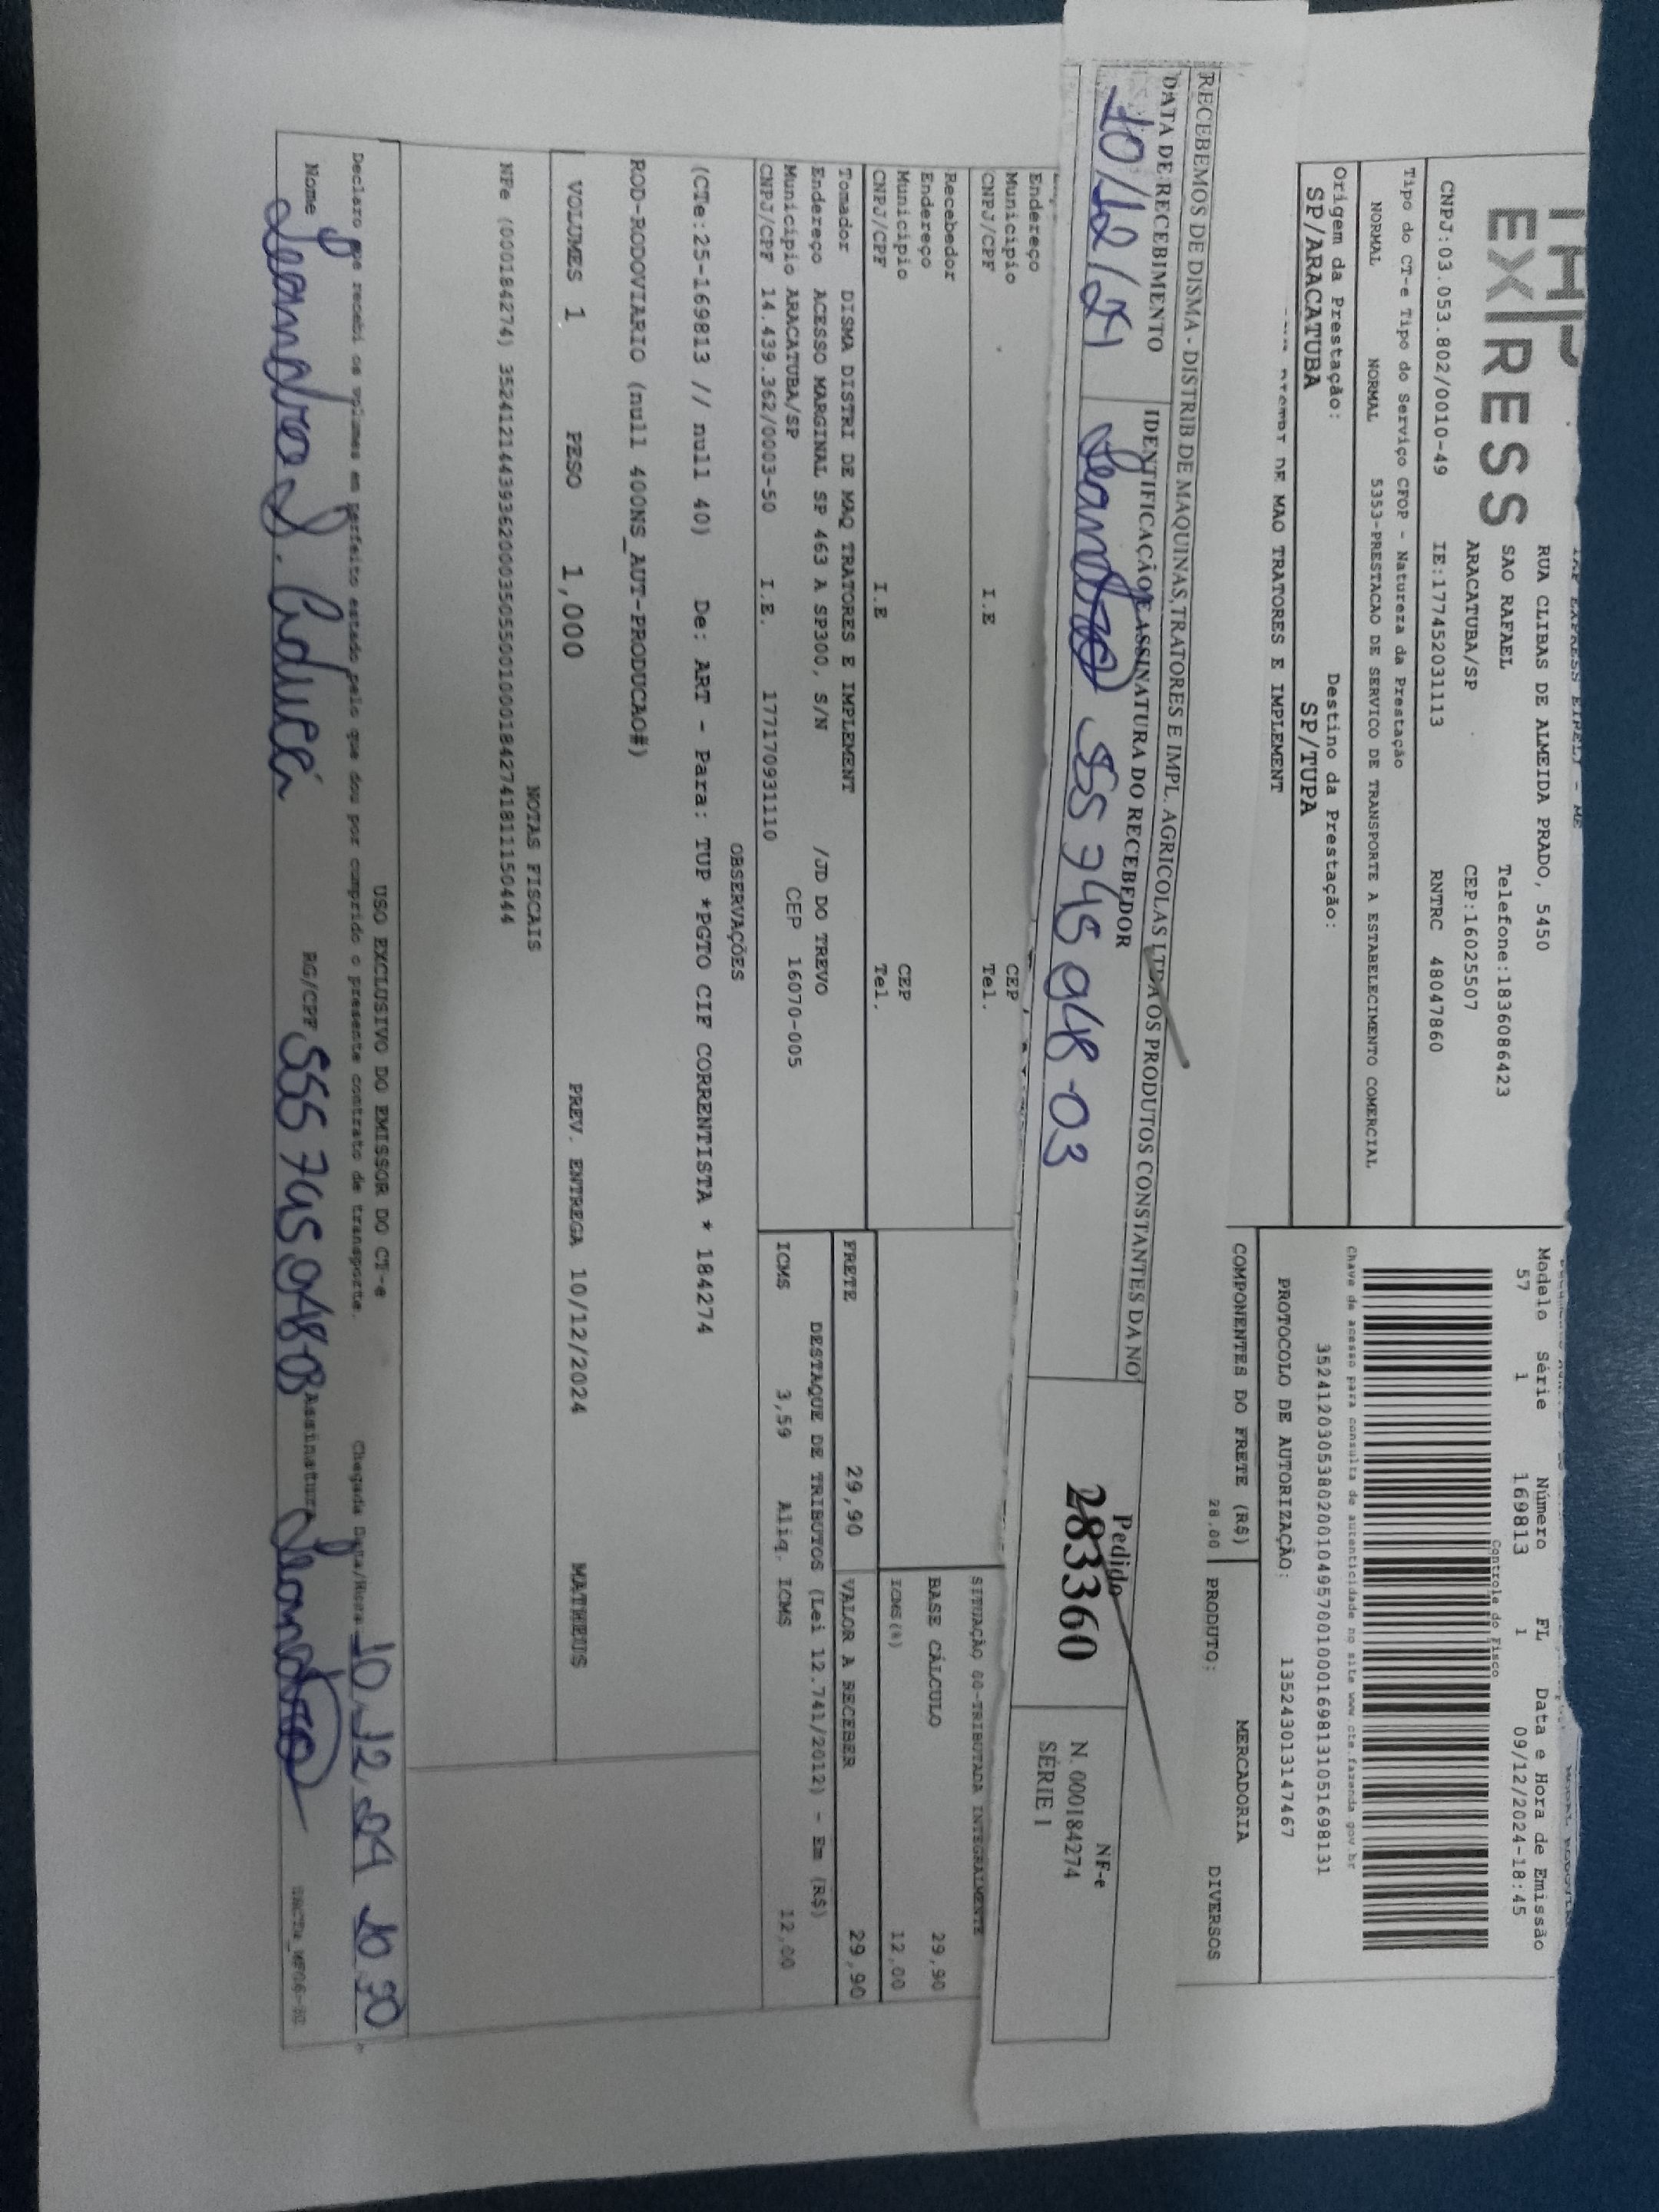 EXPRESS
RUA CLIBAS DE ALMEIDA PRADO, 5450
SAO RAFAEL Telefone:1836086423
ARACATUBA/SP CEP:16025507
CNPJ:03.053.802/0010-49 IE:177452031113 RNTRC 48047860
Tipo do CT-e Tipo do Serviço CFOP - Natureza da Prestação
NORMAL NORMAL 5353-PRESTACAO DE SERVICO DE TRANSPORTE A ESTABELECIMENTO COMERCIAL
Origem da Prestação: Destino da Prestação:
SP/ARACATUBA SP/TUPA
DE MAQ TRATORES E IMPLEMENT
Modelo Série Número FL Data e Hora de Emissão
57 1 169813 1 09/12/2024-18:45
Controle do Fisco
Chave de acesso para consulta de autenticidade no site www.cte.fazenda.gov.br
35241203053802001049570010001698131051698131
PROTOCOLO DE AUTORIZAÇÃO: 135243013147467
COMPONENTES DO FRETE (R$) MERCADORIA
28,00 PRODUTO: DIVERSOS
RECEBEMOS DE DISMA - DISTRIB DE MAQUINAS,TRATORES E IMPL. AGRICOLAS LTDA OS PRODUTOS CONSTANTES DA NO
DATA DE RECEBIMENTO IDENTIFICAÇÃO E ASSINATURA DO RECEBEDOR
10/12/24 Leandro 555 745 948-03
Pedido
283360
NF-e
N. 000184274
SÉRIE 1
Endereço
Município CEP
CNPJ/CPF I.E Tel.
Recebedor
Endereço
Município CEP
CNPJ/CPF I.E Tel.
SITUAÇÃO 00-TRIBUTADA INTEGRALMENTE
BASE CÁLCULO 29,90
ICMS(%) 12,00
Tomador DISMA DISTRI DE MAQ TRATORES E IMPLEMENT
Endereço ACESSO MARGINAL SP 463 A SP300, S/N /JD DO TREVO
Município ARACATUBA/SP CEP 16070-005
CNPJ/CPF 14.439.362/0003-50 I.E. 177170931110
FRETE 29,90 VALOR A RECEBER 29,90
DESTAQUE DE TRIBUTOS (Lei 12.741/2012) - Em (R$)
ICMS 3,59 Aliq. ICMS 12,00
OBSERVAÇÕES
(CTe:25-169813 // null 40) De: ART - Para: TUP *PGTO CIF CORRENTISTA * 184274
ROD-RODOVIARIO (null 400NS_AUT-PRODUCAO#)
VOLUMES 1 PESO 1,000 PREV. ENTREGA 10/12/2024 MATHEUS
NOTAS FISCAIS
NFe (000184274) 35241214439362000350550010001842741811150444
USO EXCLUSIVO DO EMISSOR DO CT-e
Declaro que recebi os volumes em perfeito estado pelo que dou por cumprido o presente contrato de transporte. Chegada Data/Hora 10 12 24 10 30
Nome Leandro RG/CPF 555 745 948-03 Assinatura Leandro